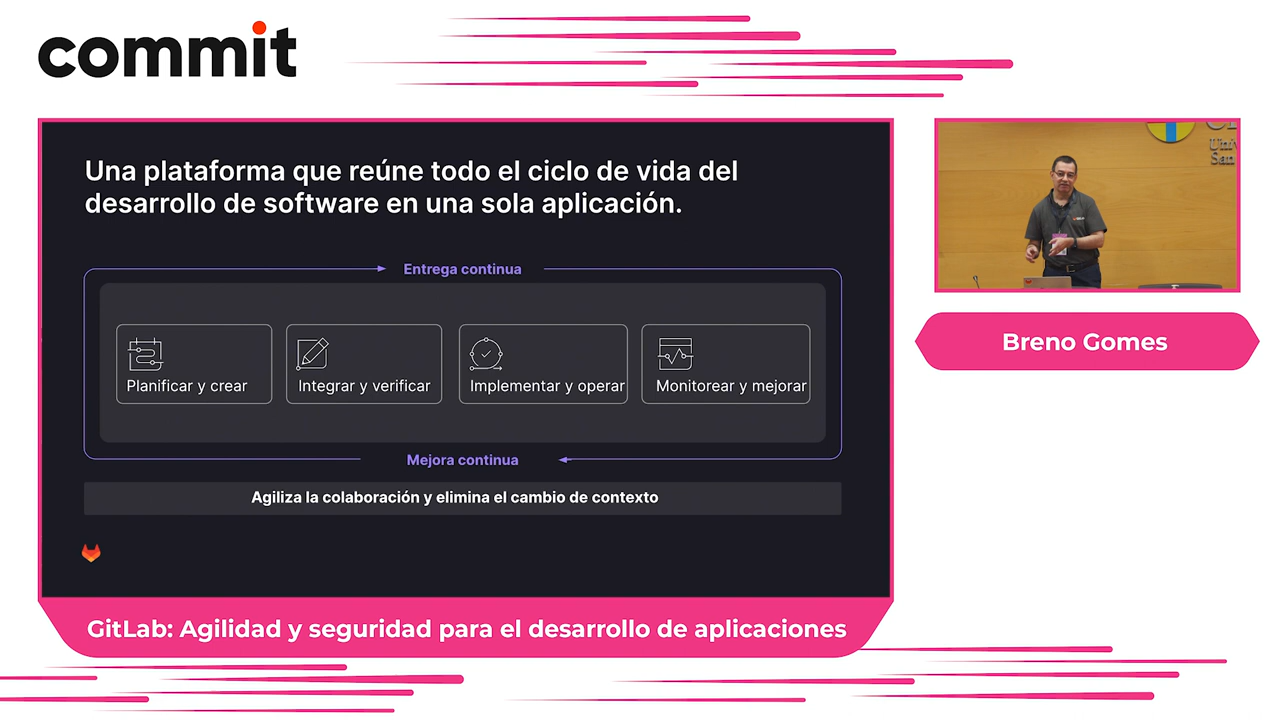 commit
Una plataforma que reúne todo el ciclo de vida del
desarrollo de software en una sola aplicación.
Entrega continua
Planificar y crear
Integrar y verificar
Implementar y operar
Monitorear y mejorar
Mejora continua
Agiliza la colaboración y elimina el cambio de contexto
GitLab: Agilidad y seguridad para el desarrollo de aplicaciones
Breno Gomes